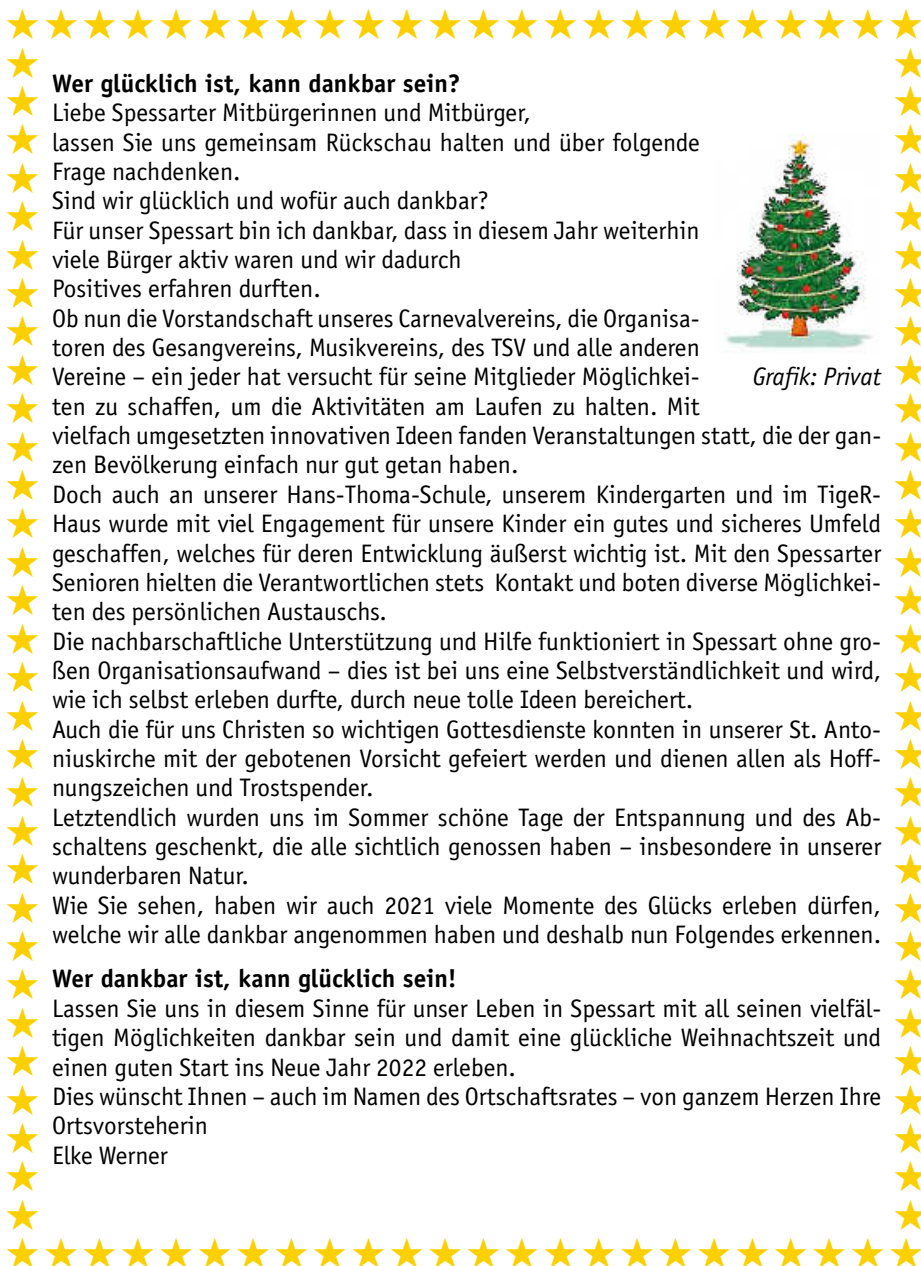 Wer glücklich ist, kann dankbar sein?
Liebe Spessarter Mitbürgerinnen und Mitbürger,
lassen Sie uns gemeinsam Rückschau halten und über folgende
Frage nachdenken.
Sind wir glücklich und wofür auch dankbar?
Für unser Spessart bin ich dankbar, dass in diesem Jahr weiterhin
viele Bürger aktiv waren und wir dadurch
Positives erfahren durften.
Ob nun die Vorstandschaft unseres Carnevalvereins, die Organisa-
toren des Gesangvereins, Musikvereins, des TSV und alle anderen
Vereine – ein jeder hat versucht für seine Mitglieder Möglichkei-
ten zu schaffen, um die Aktivitäten am Laufen zu halten. Mit
vielfach umgesetzten innovativen Ideen fanden Veranstaltungen statt, die der gan-
zen Bevölkerung einfach nur gut getan haben.
Doch auch an unserer Hans-Thoma-Schule, unserem Kindergarten und im TigeR-
Haus wurde mit viel Engagement für unsere Kinder ein gutes und sicheres Umfeld
geschaffen, welches für deren Entwicklung äußerst wichtig ist. Mit den Spessarter
Senioren hielten die Verantwortlichen stets Kontakt und boten diverse Möglichkei-
ten des persönlichen Austauschs.
Die nachbarschaftliche Unterstützung und Hilfe funktioniert in Spessart ohne gro-
ßen Organisationsaufwand – dies ist bei uns eine Selbstverständlichkeit und wird,
wie ich selbst erleben durfte, durch neue tolle Ideen bereichert.
Auch die für uns Christen so wichtigen Gottesdienste konnten in unserer St. Anto-
niuskirche mit der gebotenen Vorsicht gefeiert werden und dienen allen als Hoff-
nungszeichen und Trostspender.
Letztendlich wurden uns im Sommer schöne Tage der Entspannung und des Ab-
schaltens geschenkt, die alle sichtlich genossen haben – insbesondere in unserer
wunderbaren Natur.
Wie Sie sehen, haben wir auch 2021 viele Momente des Glücks erleben dürfen,
welche wir alle dankbar angenommen haben und deshalb nun Folgendes erkennen.
Wer dankbar ist, kann glücklich sein!
Lassen Sie uns in diesem Sinne für unser Leben in Spessart mit all seinen vielfäl-
tigen Möglichkeiten dankbar sein und damit eine glückliche Weihnachtszeit und
einen guten Start ins Neue Jahr 2022 erleben.
Dies wünscht Ihnen – auch im Namen des Ortschaftsrates – von ganzem Herzen Ihre
Ortsvorsteherin
Elke Werner
Grafik: Privat